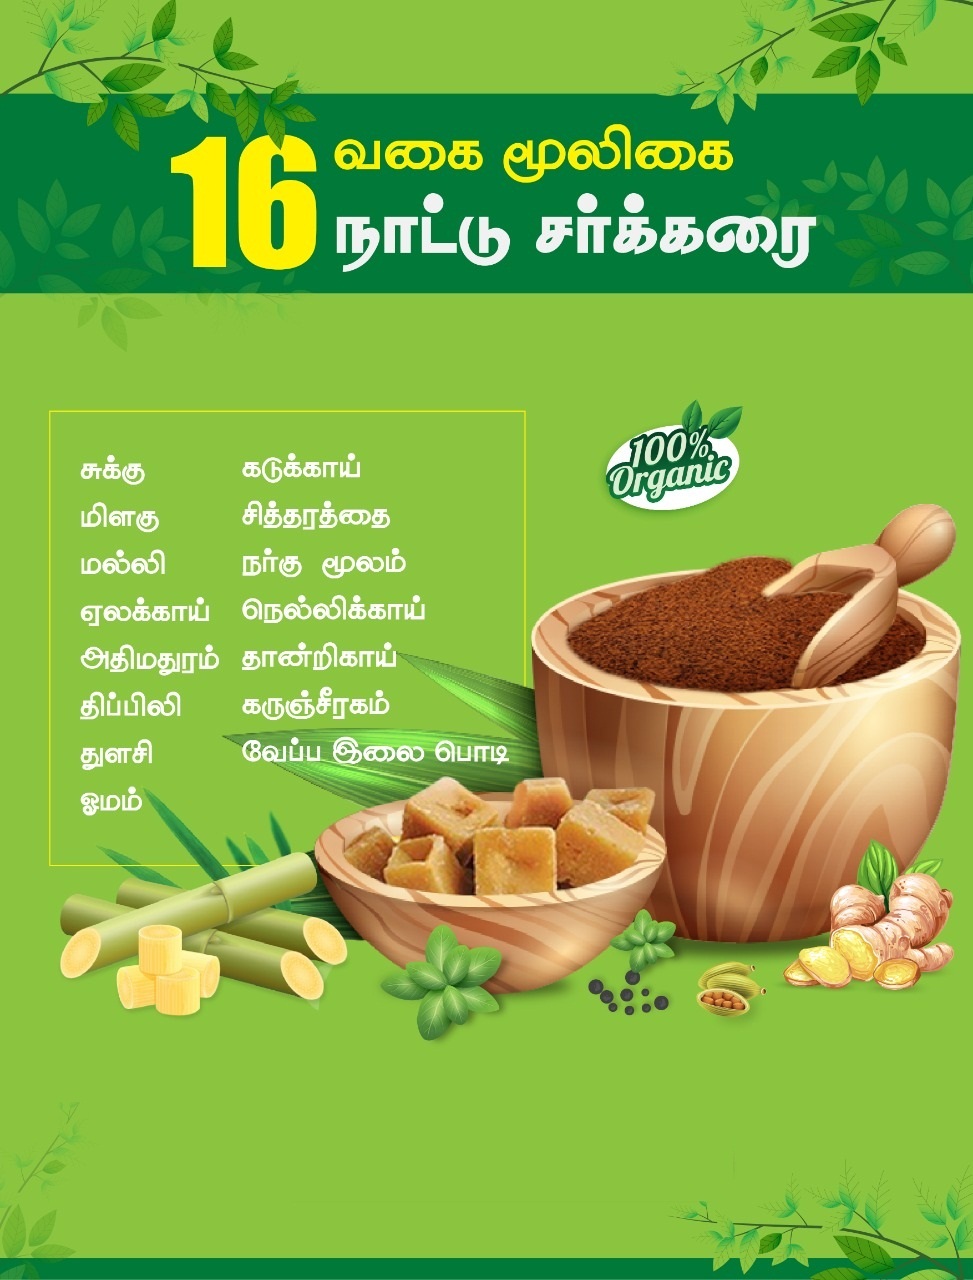 16 வகை மூலிகை
நாட்டு சர்க்கரை
100%
Organic
சுக்கு
மிளகு
மல்லி
ஏலக்காய்
அதிமதுரம்
திப்பிலி
துளசி
ஓமம்
கடுக்காய்
சித்தரத்தை
நர்கு மூலம்
நெல்லிக்காய்
தான்றிகாய்
கருஞ்சீரகம்
வேப்ப இலை பொடி